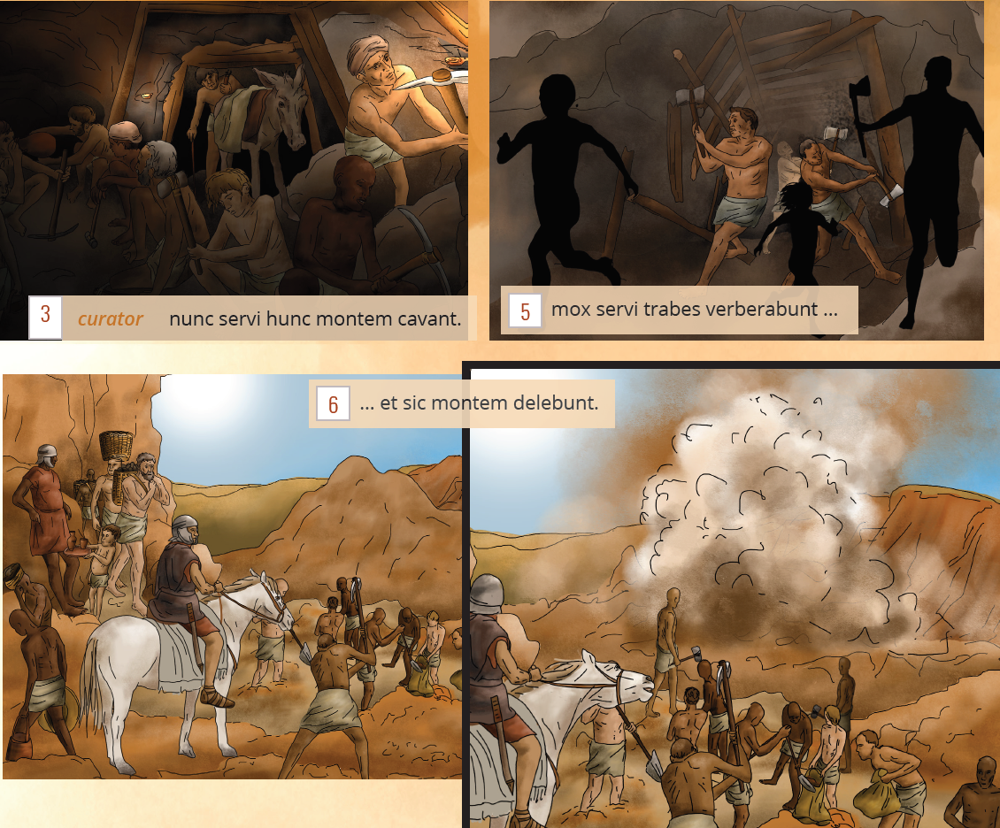 3 curator nunc servi hunc montem cavant.
5 mox servi trabes verberabunt ...
6 ... et sic montem delebunt.